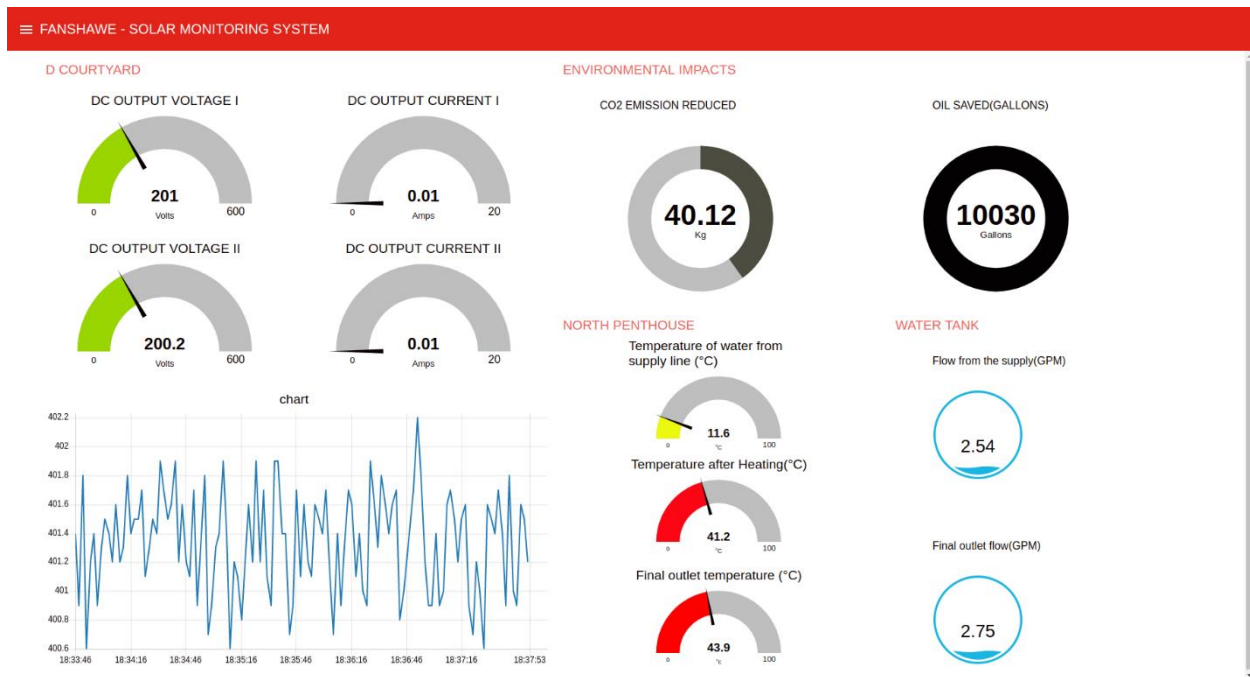 FANSHAWE - SOLAR MONITORING SYSTEM
D COURTYARD
DC OUTPUT VOLTAGE I
201
Volts
0
600
DC OUTPUT CURRENT I
0.01
Amps
0
20
DC OUTPUT VOLTAGE II
200.2
Volts
0
600
DC OUTPUT CURRENT II
0.01
Amps
0
20
chart
402.2
402
401.8
401.6
401.4
401.2
401
400.8
400.6
18:33:46 18:34:16 18:34:46 18:35:16 18:35:46 18:36:16 18:36:46 18:37:16 18:37:53
ENVIRONMENTAL IMPACTS
CO2 EMISSION REDUCED
40.12
Kg
OIL SAVED(GALLONS)
10030
Gallons
NORTH PENTHOUSE
Temperature of water from
supply line (°C)
11.6
°C
0
100
Temperature after Heating(°C)
41.2
°C
0
100
Final outlet temperature (°C)
43.9
0
100
WATER TANK
Flow from the supply(GPM)
2.54
Final outlet flow(GPM)
2.75